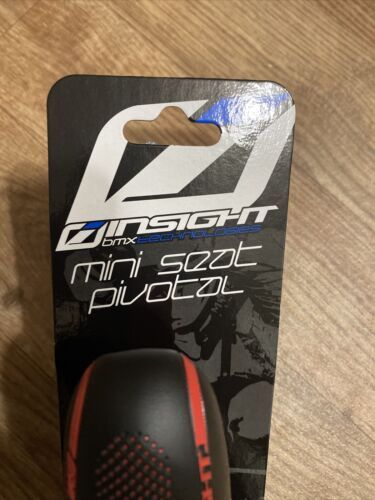 INSIGHT
bmx technologies
mini seat
pivotal